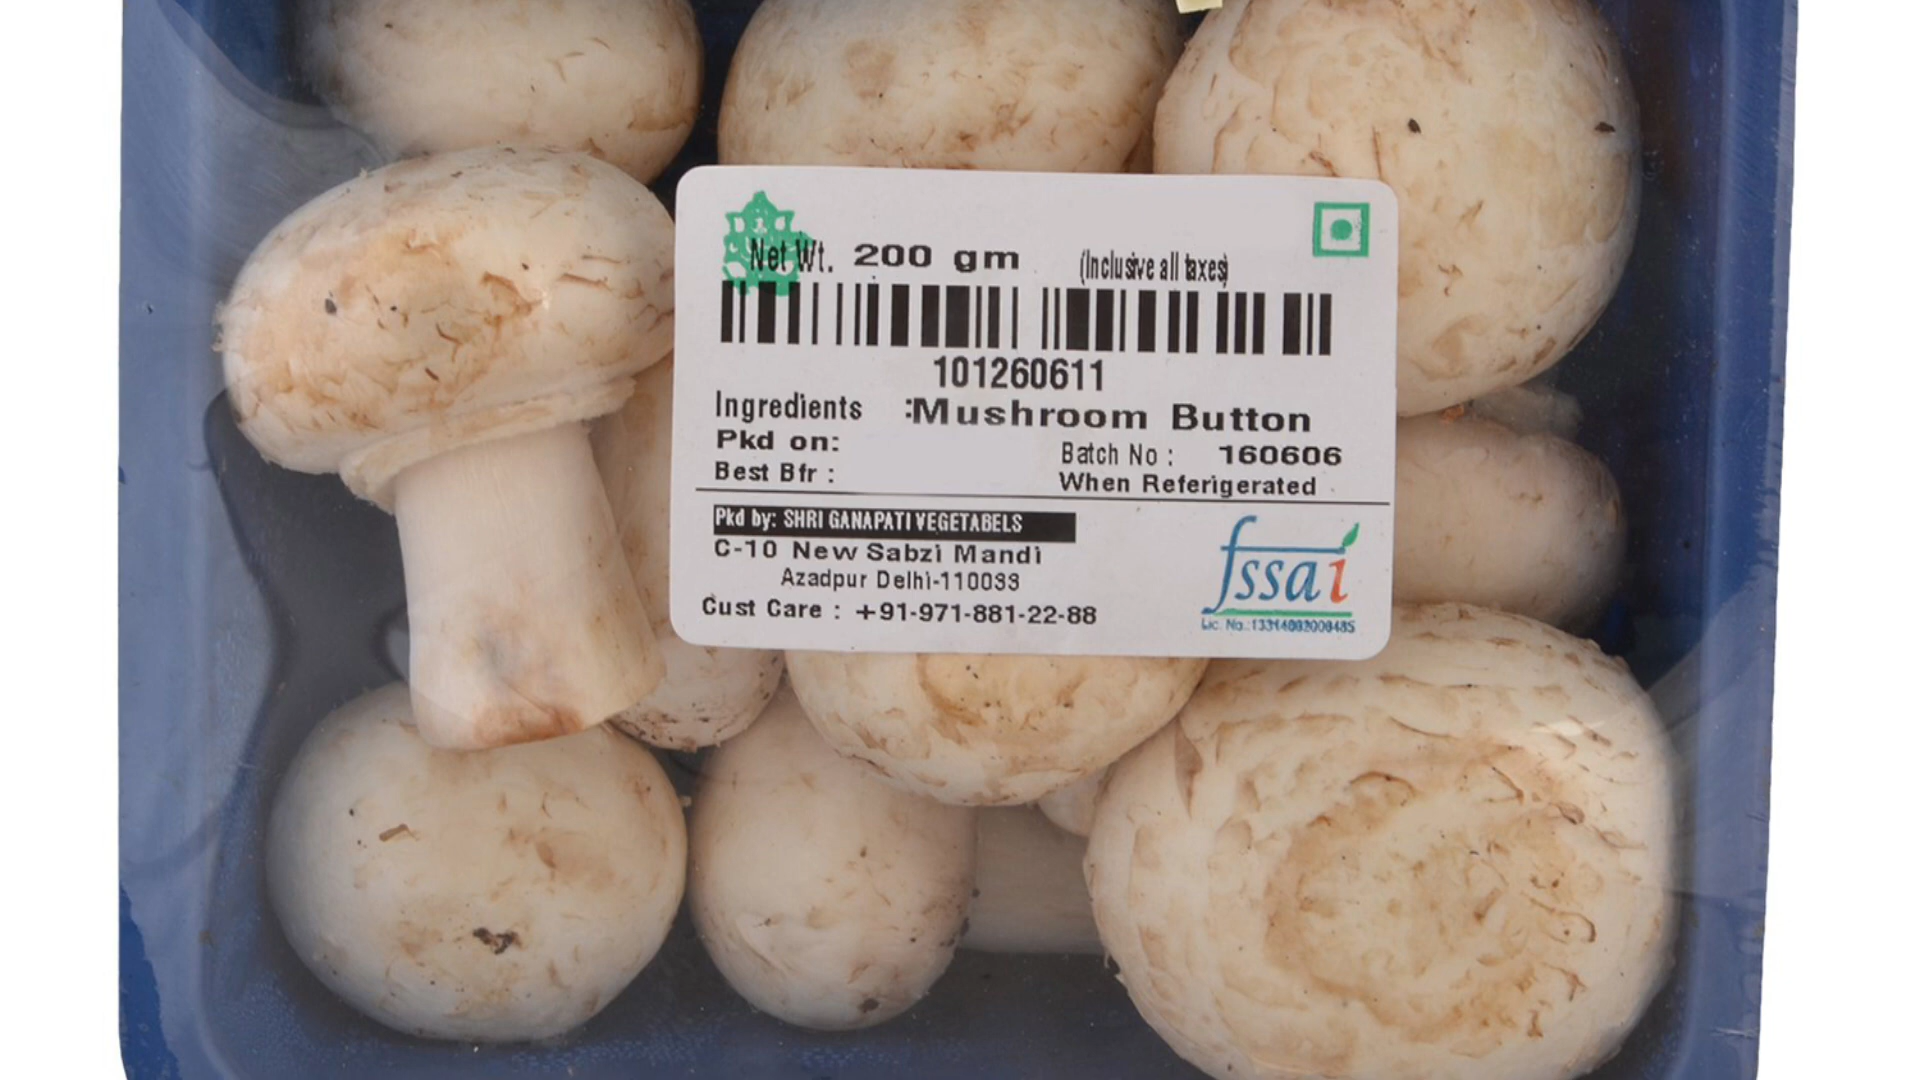 Net Wt. 200 gm (Inclusive all taxes)
101260611
Ingredients :Mushroom Button
Pkd on:
Batch No : 160606
Best Bfr :
When Referigerated
Pkd by: SHRI GANAPATI VEGETABELS
C-10 New Sabzi Mandi
Azadpur Delhi-110033
Cust Care : +91-971-881-22-88
fssai
Lic. No.: